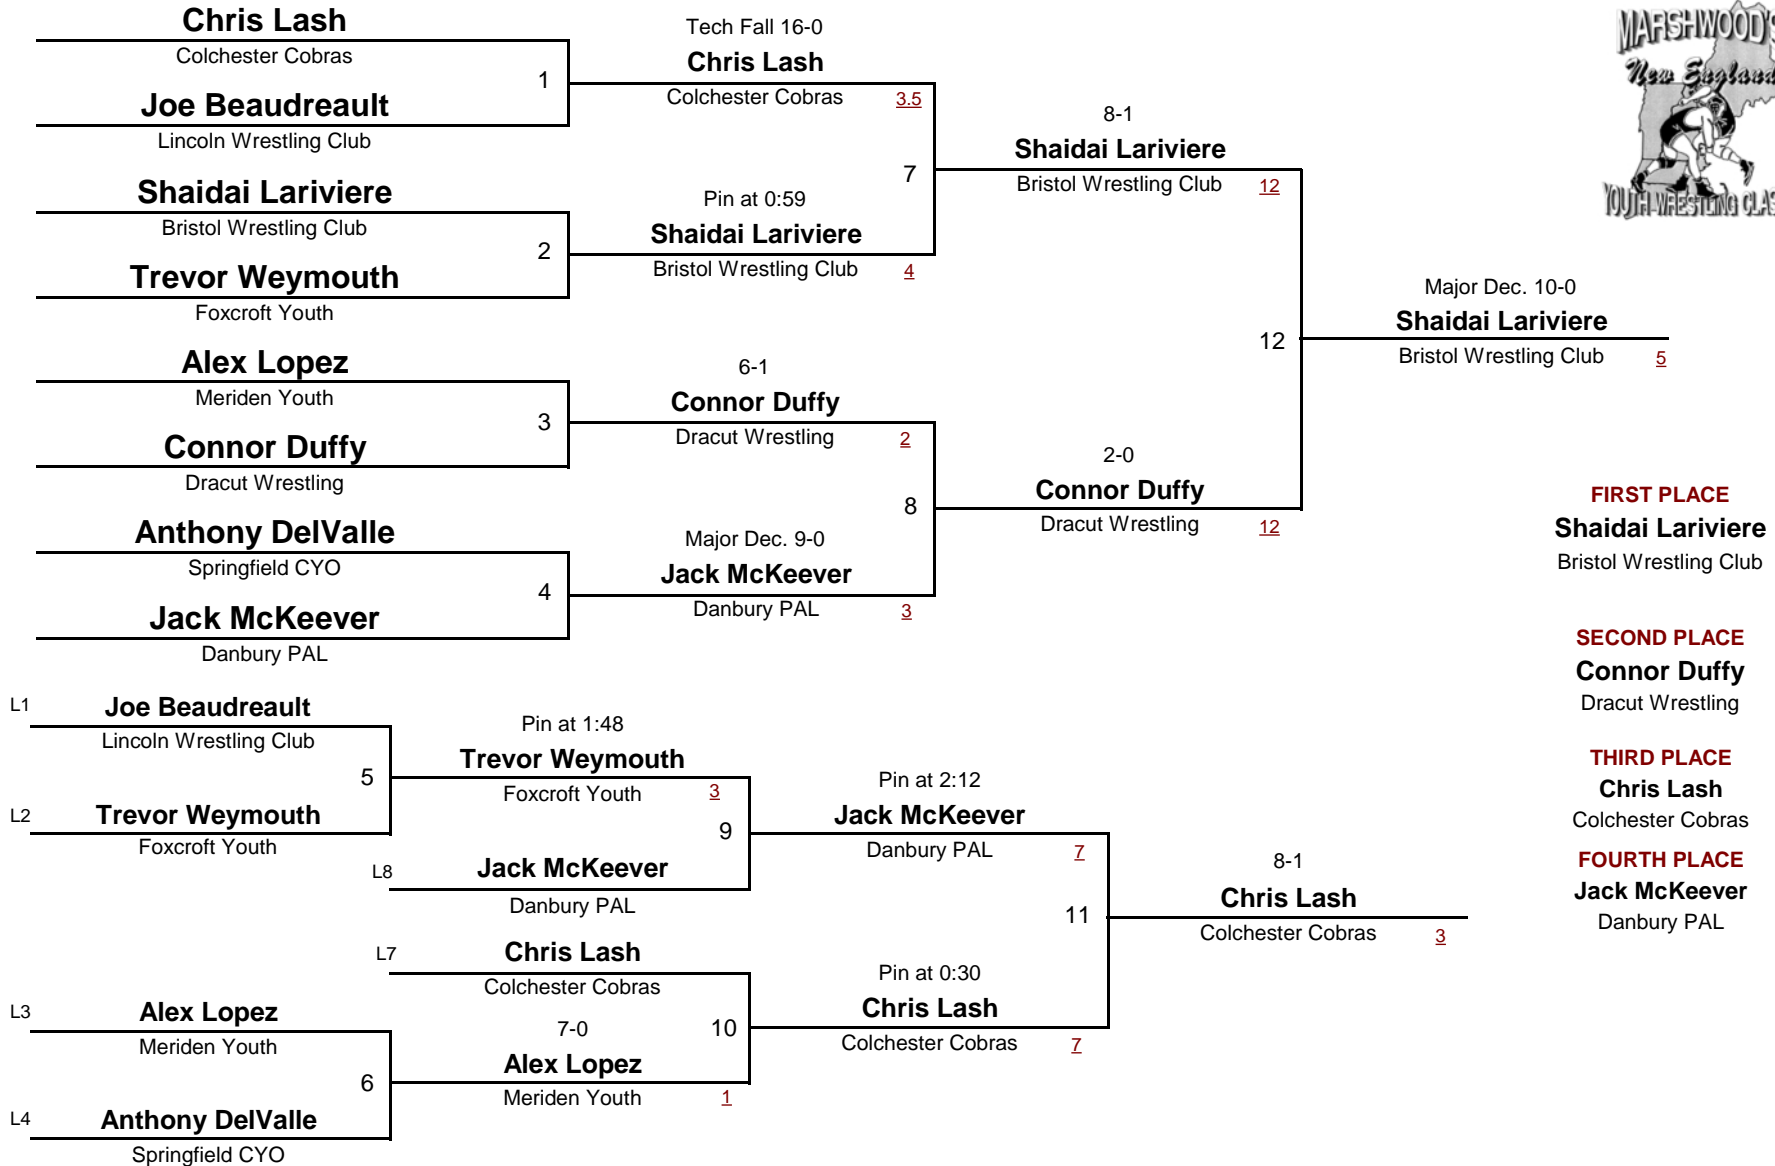 Chris Lash
Colchester Cobras
1
Joe Beaudreault
Lincoln Wrestling Club
Shaidai Lariviere
Bristol Wrestling Club
2
Trevor Weymouth
Foxcroft Youth
Alex Lopez
Meriden Youth
3
Connor Duffy
Dracut Wrestling
Anthony DelValle
Springfield CYO
4
Jack McKeever
Danbury PAL
Tech Fall 16-0
Chris Lash
Colchester Cobras 3.5
7
Pin at 0:59
Shaidai Lariviere
Bristol Wrestling Club 4
6-1
Connor Duffy
Dracut Wrestling 2
8
Major Dec. 9-0
Jack McKeever
Danbury PAL 3
8-1
Shaidai Lariviere
Bristol Wrestling Club 12
12
2-0
Connor Duffy
Dracut Wrestling 12
Major Dec. 10-0
Shaidai Lariviere
Bristol Wrestling Club 5
MARSHWOOD'S
New England
YOUTH WRESTLING CLAS
FIRST PLACE
Shaidai Lariviere
Bristol Wrestling Club
SECOND PLACE
Connor Duffy
Dracut Wrestling
THIRD PLACE
Chris Lash
Colchester Cobras
FOURTH PLACE
Jack McKeever
Danbury PAL
L1 Joe Beaudreault
Lincoln Wrestling Club
5
L2 Trevor Weymouth
Foxcroft Youth
Pin at 1:48
Trevor Weymouth
Foxcroft Youth 3
9
L8 Jack McKeever
Danbury PAL
L7 Chris Lash
Colchester Cobras
L3 Alex Lopez
Meriden Youth
6
L4 Anthony DelValle
Springfield CYO
7-0
10
Alex Lopez
Meriden Youth 1
Pin at 2:12
Jack McKeever
Danbury PAL 7
11
Pin at 0:30
Chris Lash
Colchester Cobras 7
8-1
Chris Lash
Colchester Cobras 3